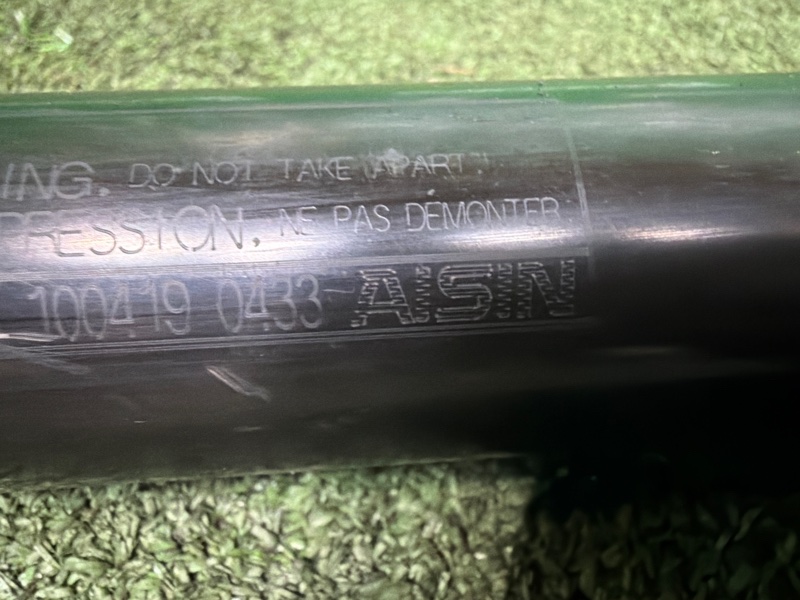 ING. DO NOT TAKE APART
PRESSION, NE PAS DEMONTER
100419 0433 AISIN